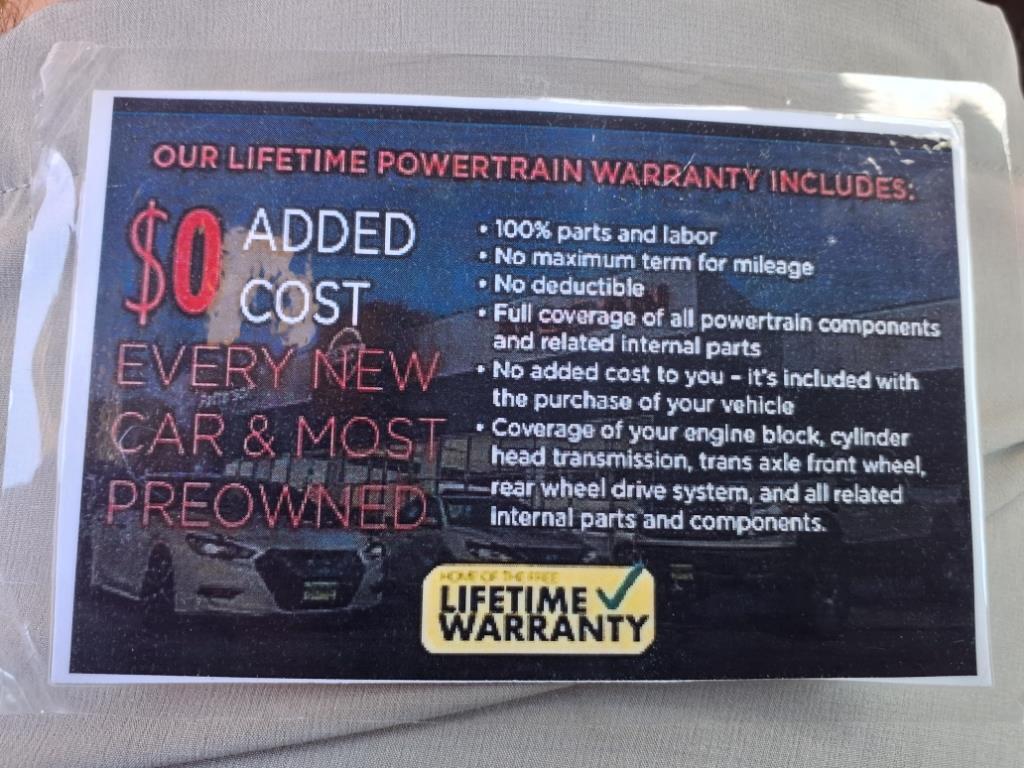 OUR LIFETIME POWERTRAIN WARRANTY INCLUDES:
$0 ADDED
COST
EVERY NEW
CAR & MOST
PREOWNED
• 100% parts and labor
• No maximum term for mileage
• No deductible
• Full coverage of all powertrain components
and related internal parts
• No added cost to you – it's included with
the purchase of your vehicle
• Coverage of your engine block, cylinder
head transmission, trans axle front wheel,
rear wheel drive system, and all related
internal parts and components.
HOME OF THE FREE
LIFETIME
WARRANTY